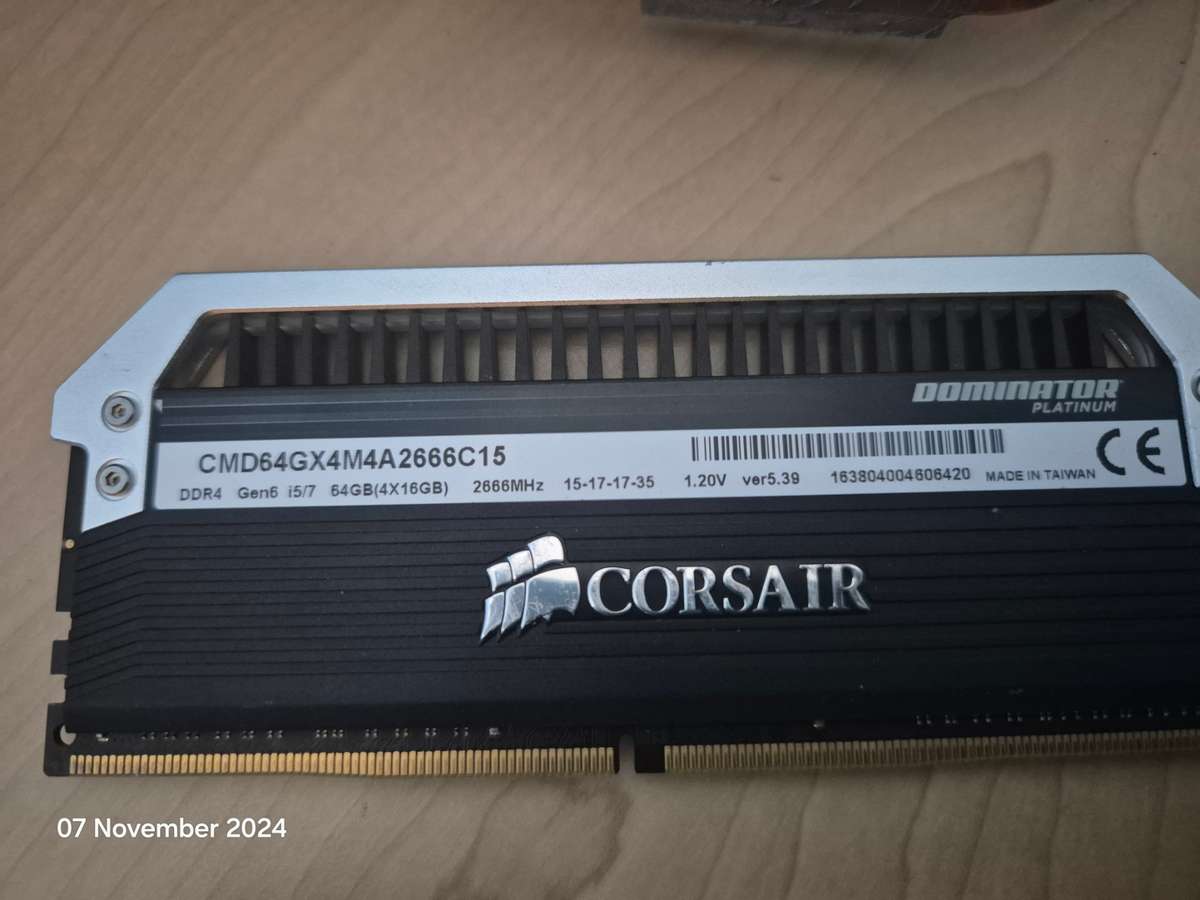 DOMINATOR
PLATINUM
CMD64GX4M4A2666C15
DDR4 Gen6 i5/7 64GB(4X16GB) 2666MHz 15-17-17-35 1.20V ver5.39 163804004606420 MADE IN TAIWAN CE
CORSAIR
07 November 2024